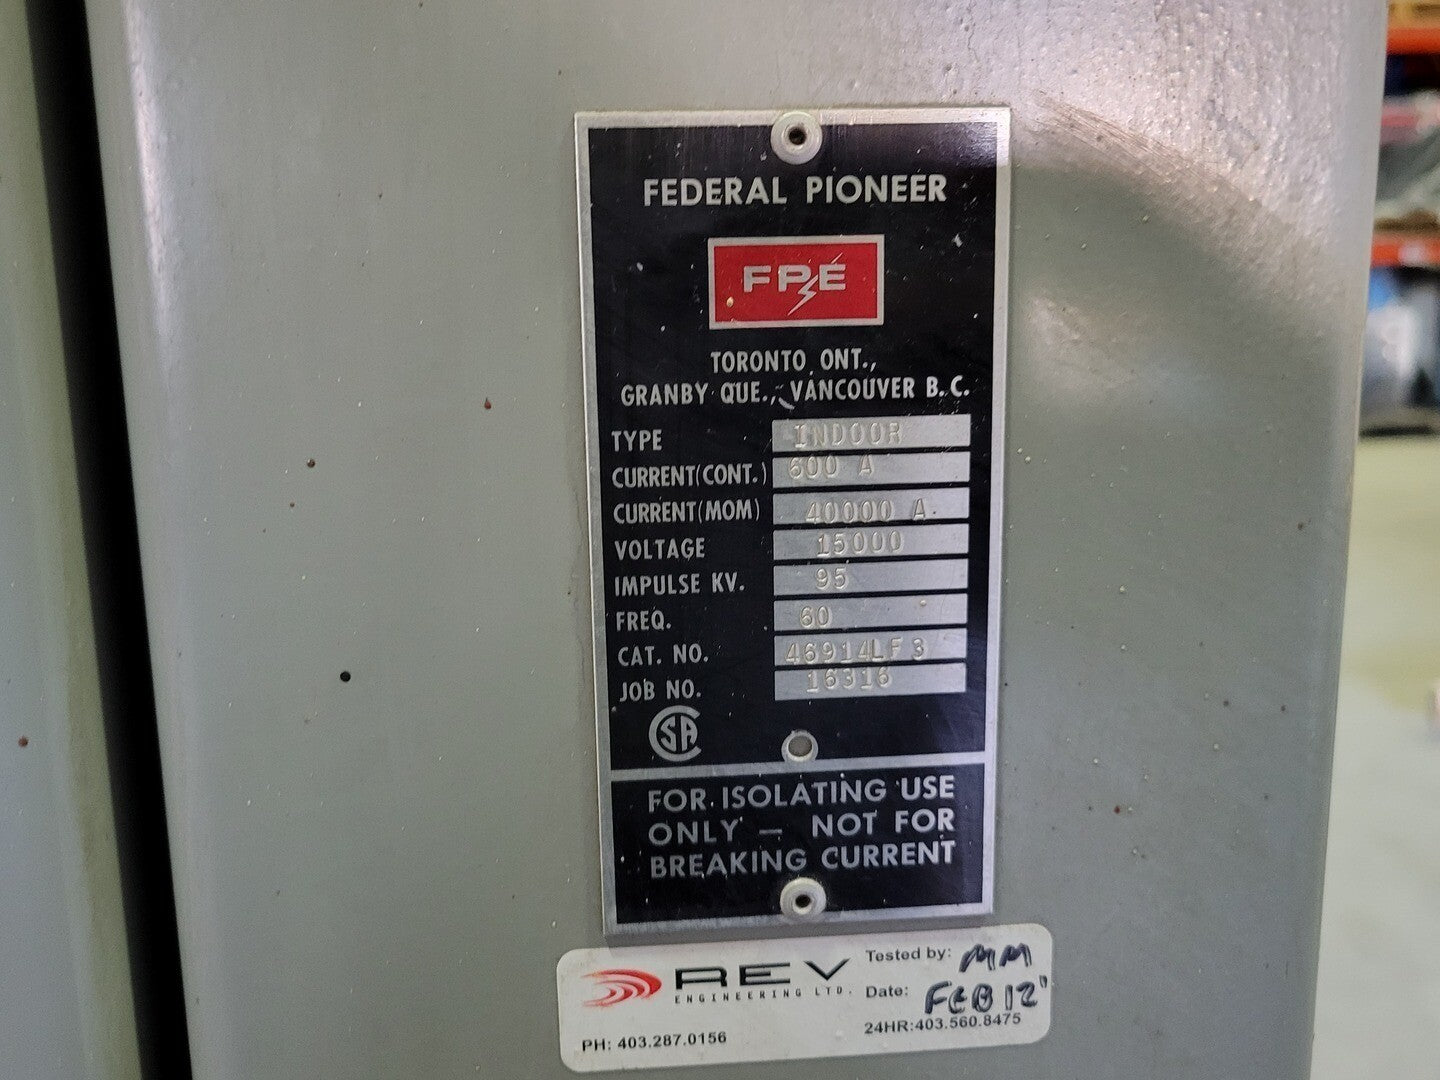 FEDERAL PIONEER
FPE
TORONTO ONT.,
GRANBY QUE., VANCOUVER B.C.
TYPE INDOOR
CURRENT(CONT.) 600 A
CURRENT(MOM) 40000 A
VOLTAGE 15000
IMPULSE KV. 95
FREQ. 60
CAT. NO. 46914LF3
JOB NO. 16316
CSA
FOR ISOLATING USE
ONLY — NOT FOR
BREAKING CURRENT
REV
ENGINEERING LTD.
Tested by: MM
Date: FEB 12'
PH: 403.287.0156
24HR:403.560.8475